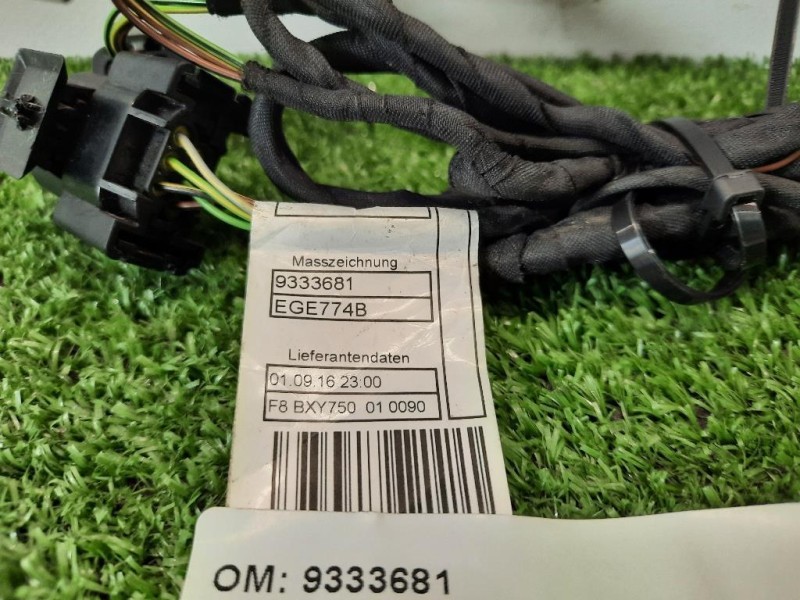 Masszeichnung
9333681
EGE774B
Lieferantendaten
01.09.16 23:00
F8 BXY750 01 0090
OM: 9333681